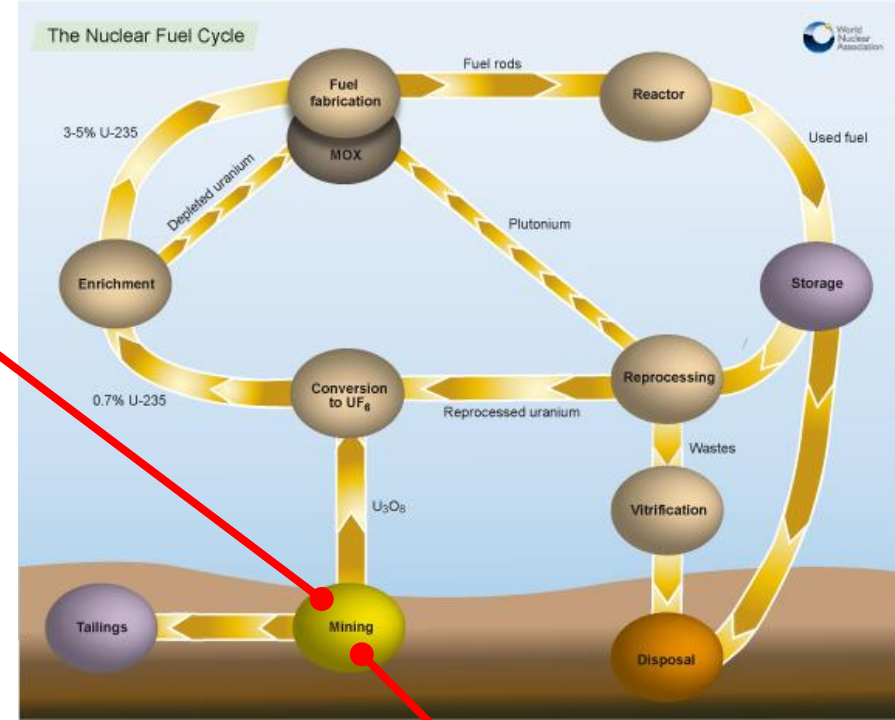 The Nuclear Fuel Cycle
World
Nuclear
Association
Fuel rods
Fuel
fabrication
Reactor
3-5% U-235
Used fuel
MOX
Depleted uranium
Plutonium
Enrichment
Storage
Conversion
to UF₆
Reprocessing
0.7% U-235
Reprocessed uranium
Wastes
U₃O₈
Vitrification
Tailings
Mining
Disposal